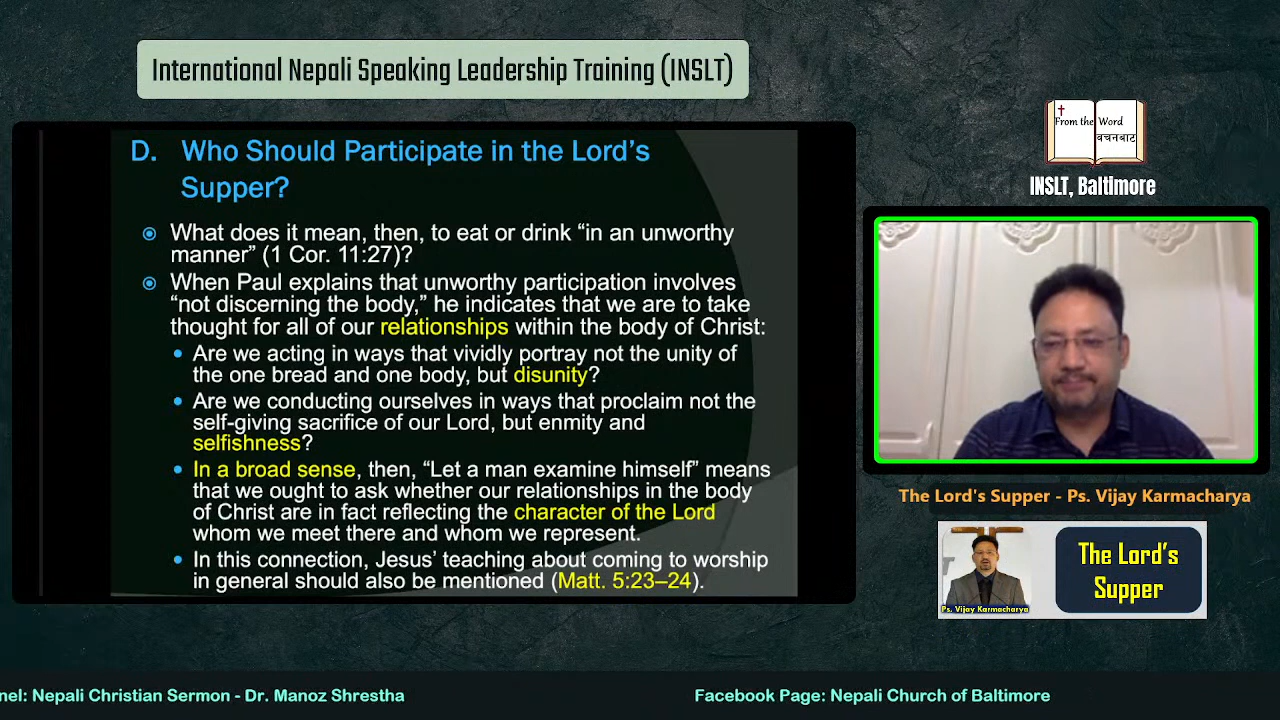 International Nepali Speaking Leadership Training (INSLT)
D. Who Should Participate in the Lord's
Supper?
What does it mean, then, to eat or drink “in an unworthy
manner” (1 Cor. 11:27)?
When Paul explains that unworthy participation involves
“not discerning the body,” he indicates that we are to take
thought for all of our relationships within the body of Christ:
Are we acting in ways that vividly portray not the unity of
the one bread and one body, but disunity?
Are we conducting ourselves in ways that proclaim not the
self-giving sacrifice of our Lord, but enmity and
selfishness?
In a broad sense, then, “Let a man examine himself” means
that we ought to ask whether our relationships in the body
of Christ are in fact reflecting the character of the Lord
whom we meet there and whom we represent.
In this connection, Jesus’ teaching about coming to worship
in general should also be mentioned (Matt. 5:23–24).
From the Word
वचनबाट
INSLT, Baltimore
The Lord's Supper - Ps. Vijay Karmacharya
Ps. Vijay Karmacharya
The Lord’s
Supper
nel: Nepali Christian Sermon - Dr. Manoz Shrestha
Facebook Page: Nepali Church of Baltimore